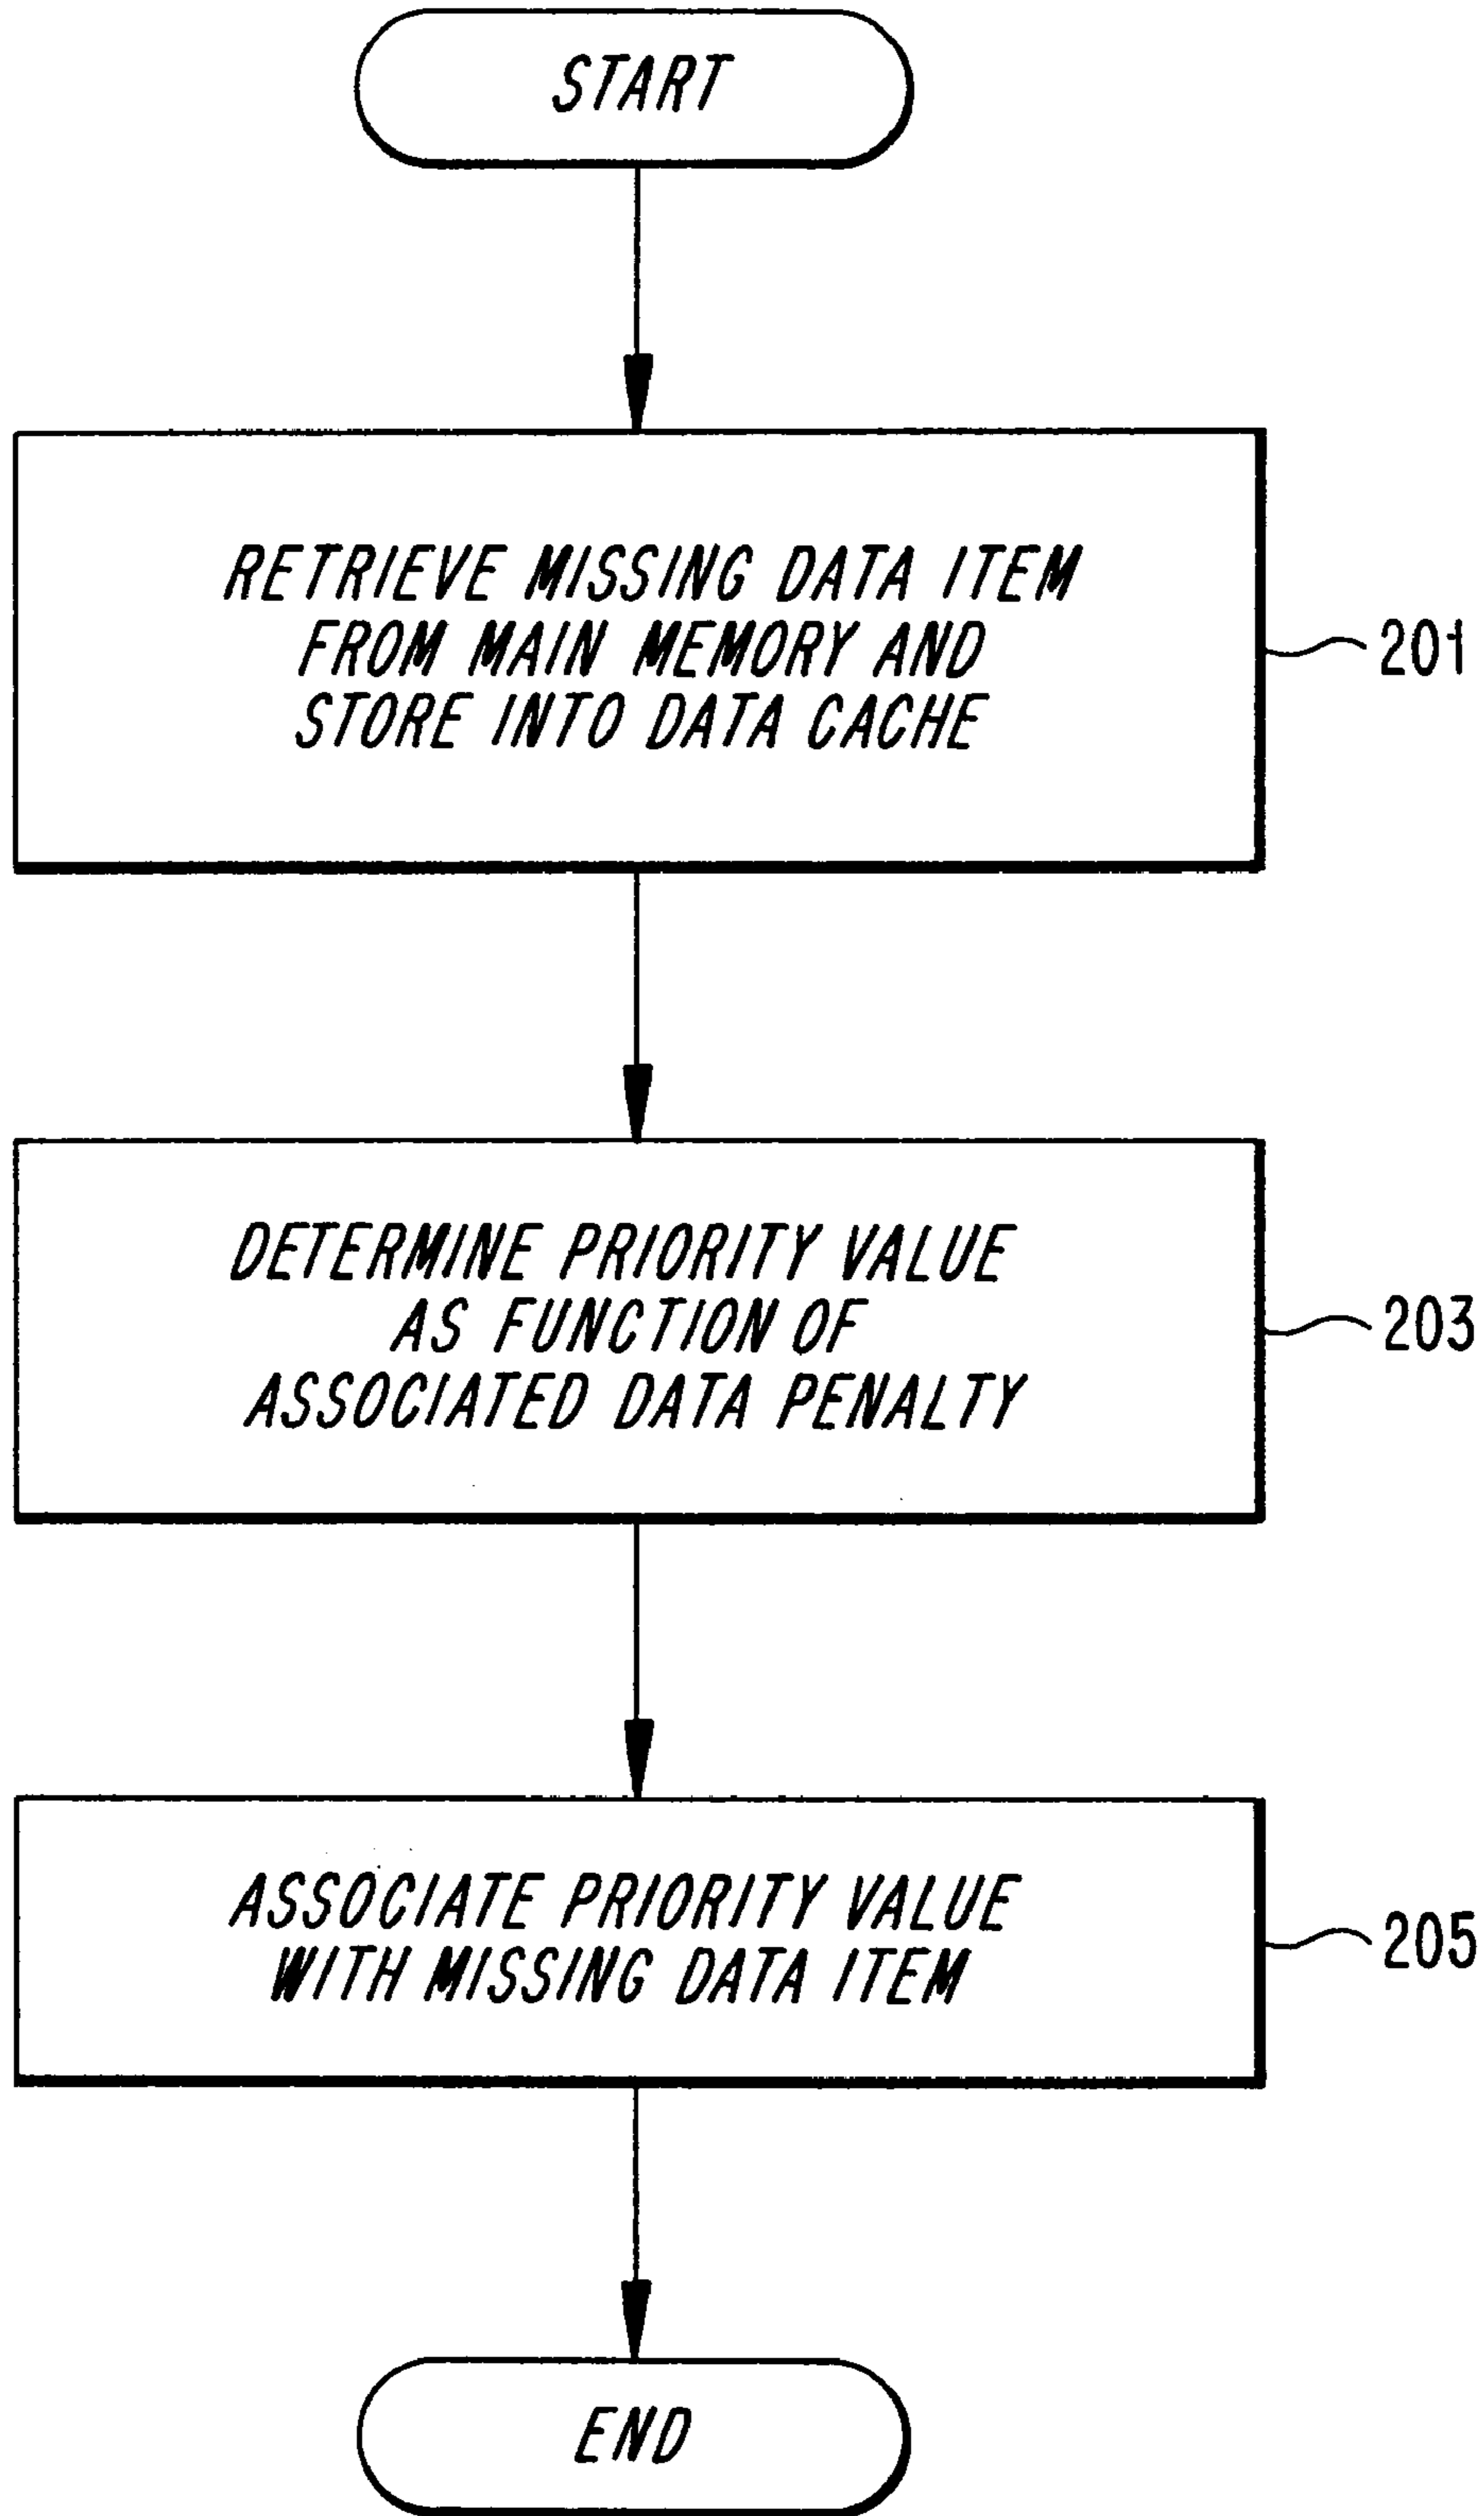 START
RETRIEVE MISSING DATA ITEM
FROM MAIN MEMORY AND
STORE INTO DATA CACHE
201
DETERMINE PRIORITY VALUE
AS FUNCTION OF
ASSOCIATED DATA PENALTY
203
ASSOCIATE PRIORITY VALUE
WITH MISSING DATA ITEM
205
END